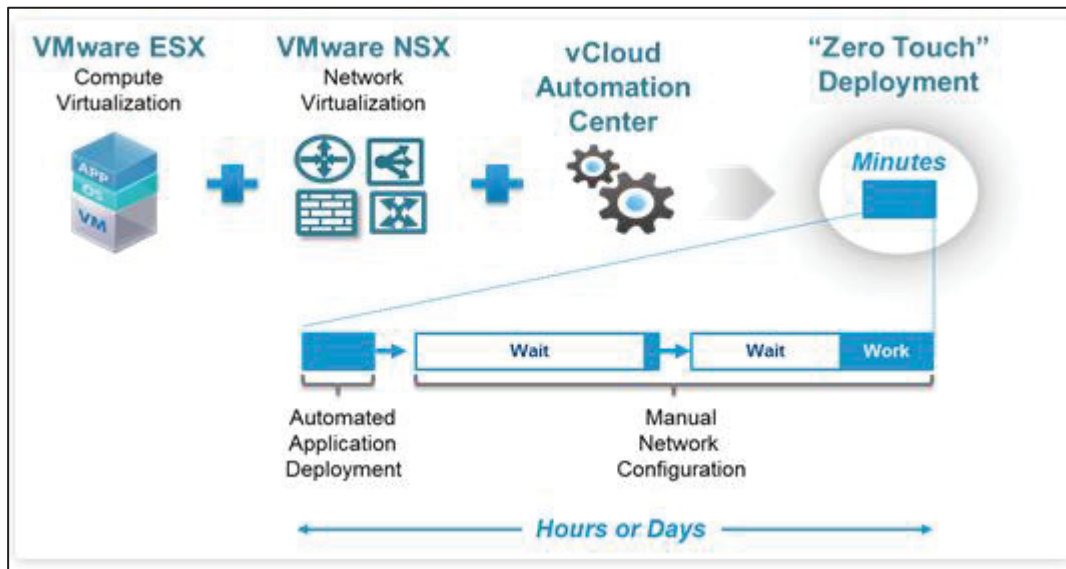 VMware ESX
Compute
Virtualization
APP
OS
VM
VMware NSX
Network
Virtualization
vCloud
Automation
Center
“Zero Touch”
Deployment
Minutes
Wait
Wait
Work
Automated
Application
Deployment
Manual
Network
Configuration
Hours or Days